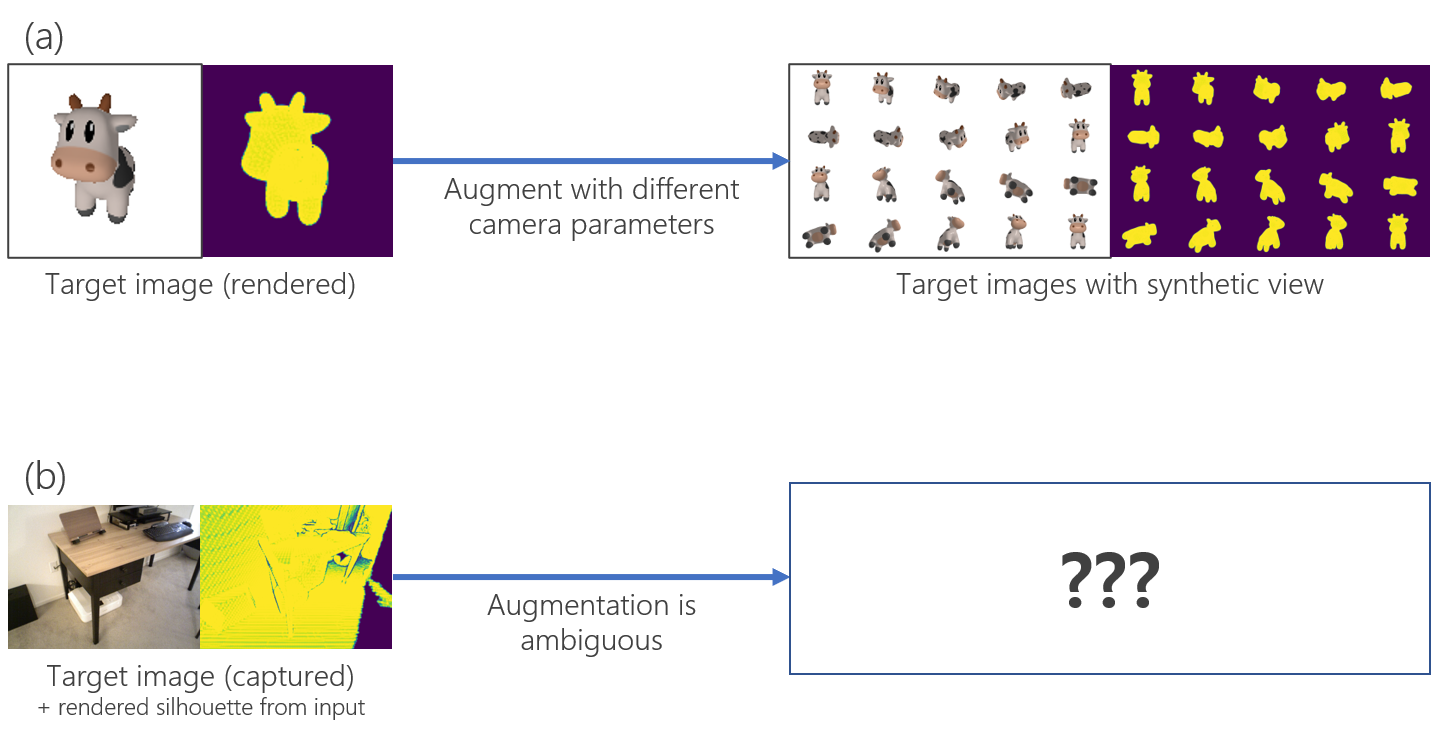 (a)
Augment with different
camera parameters
Target image (rendered)
Target images with synthetic view
(b)
???
Augmentation is
ambiguous
Target image (captured)
+ rendered silhouette from input